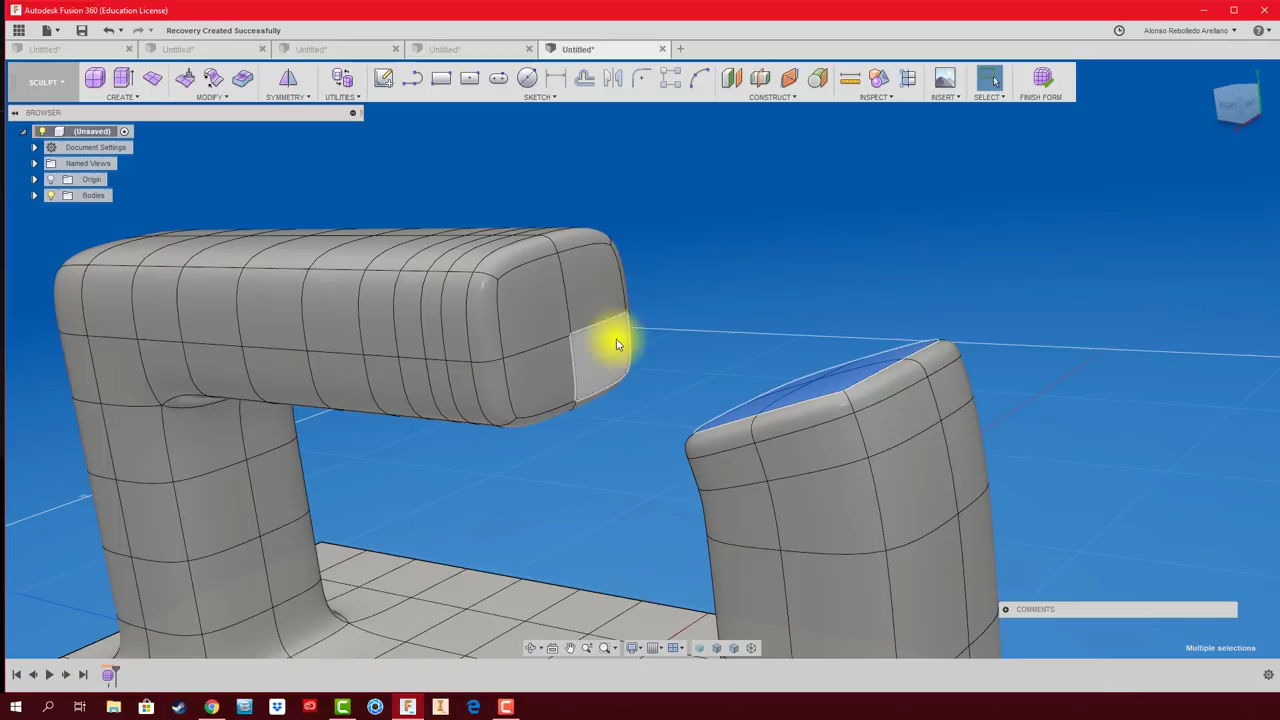 Autodesk Fusion 360 (Education License)
Recovery Created Successfully
Alonso Rebolledo Arellano
Untitled*
Untitled*
Untitled*
Untitled*
Untitled*
SCULPT
CREATE
MODIFY
SYMMETRY
UTILITIES
SKETCH
CONSTRUCT
INSPECT
INSERT
SELECT
FINISH FORM
BROWSER
(Unsaved)
Document Settings
Named Views
Origin
Bodies
COMMENTS
Multiple selections